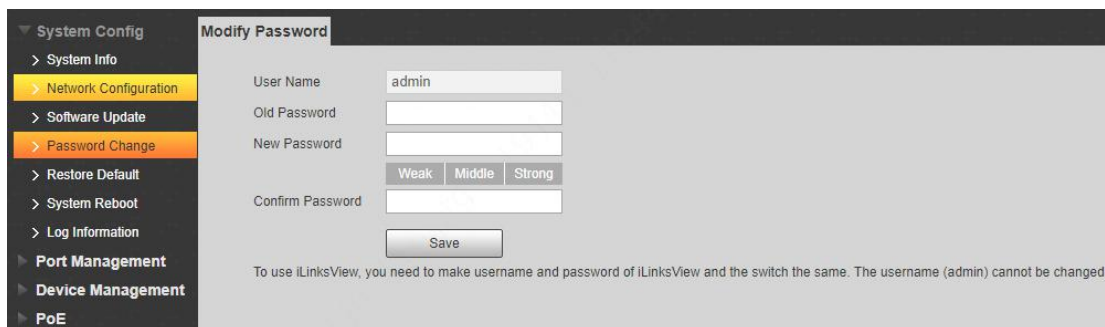 System Config
System Info
Network Configuration
Software Update
Password Change
Restore Default
System Reboot
Log Information
Port Management
Device Management
PoE
Modify Password
User Name admin
Old Password
New Password
Weak Middle Strong
Confirm Password
Save
To use iLinksView, you need to make username and password of iLinksView and the switch the same. The username (admin) cannot be changed